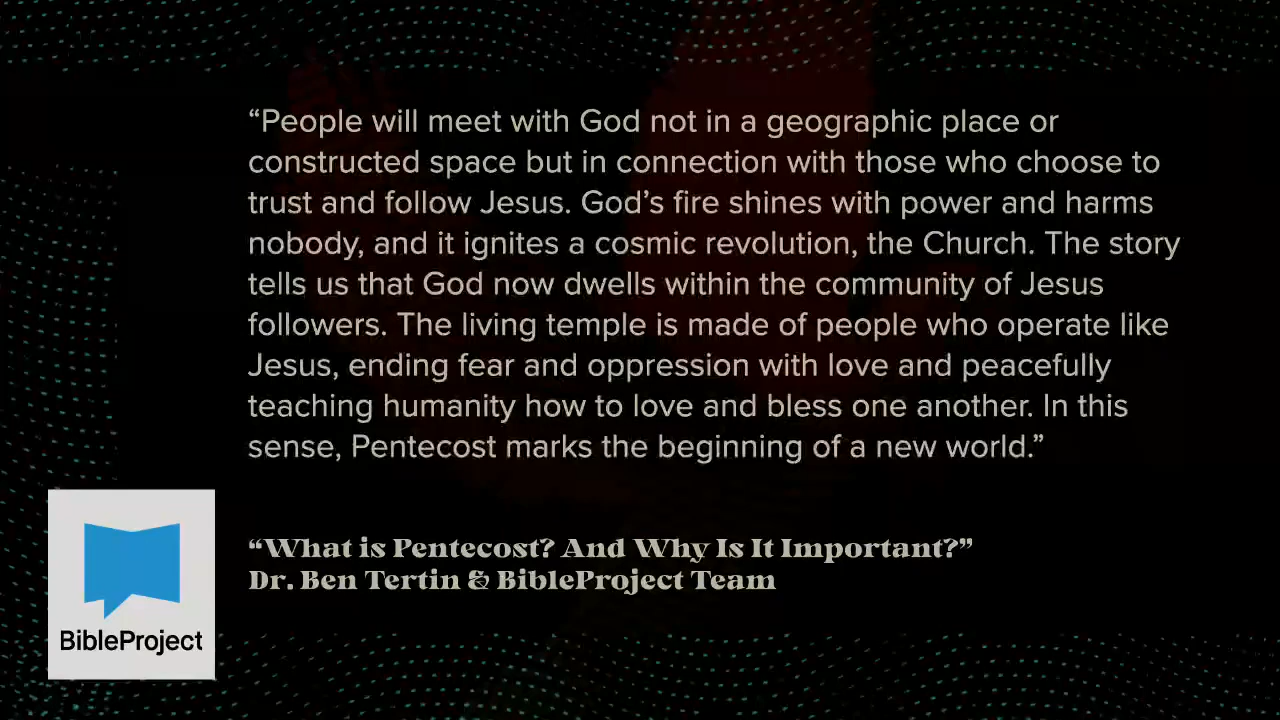 “People will meet with God not in a geographic place or
constructed space but in connection with those who choose to
trust and follow Jesus. God’s fire shines with power and harms
nobody, and it ignites a cosmic revolution, the Church. The story
tells us that God now dwells within the community of Jesus
followers. The living temple is made of people who operate like
Jesus, ending fear and oppression with love and peacefully
teaching humanity how to love and bless one another. In this
sense, Pentecost marks the beginning of a new world.”
“What is Pentecost? And Why Is It Important?”
Dr. Ben Tertin & BibleProject Team
BibleProject